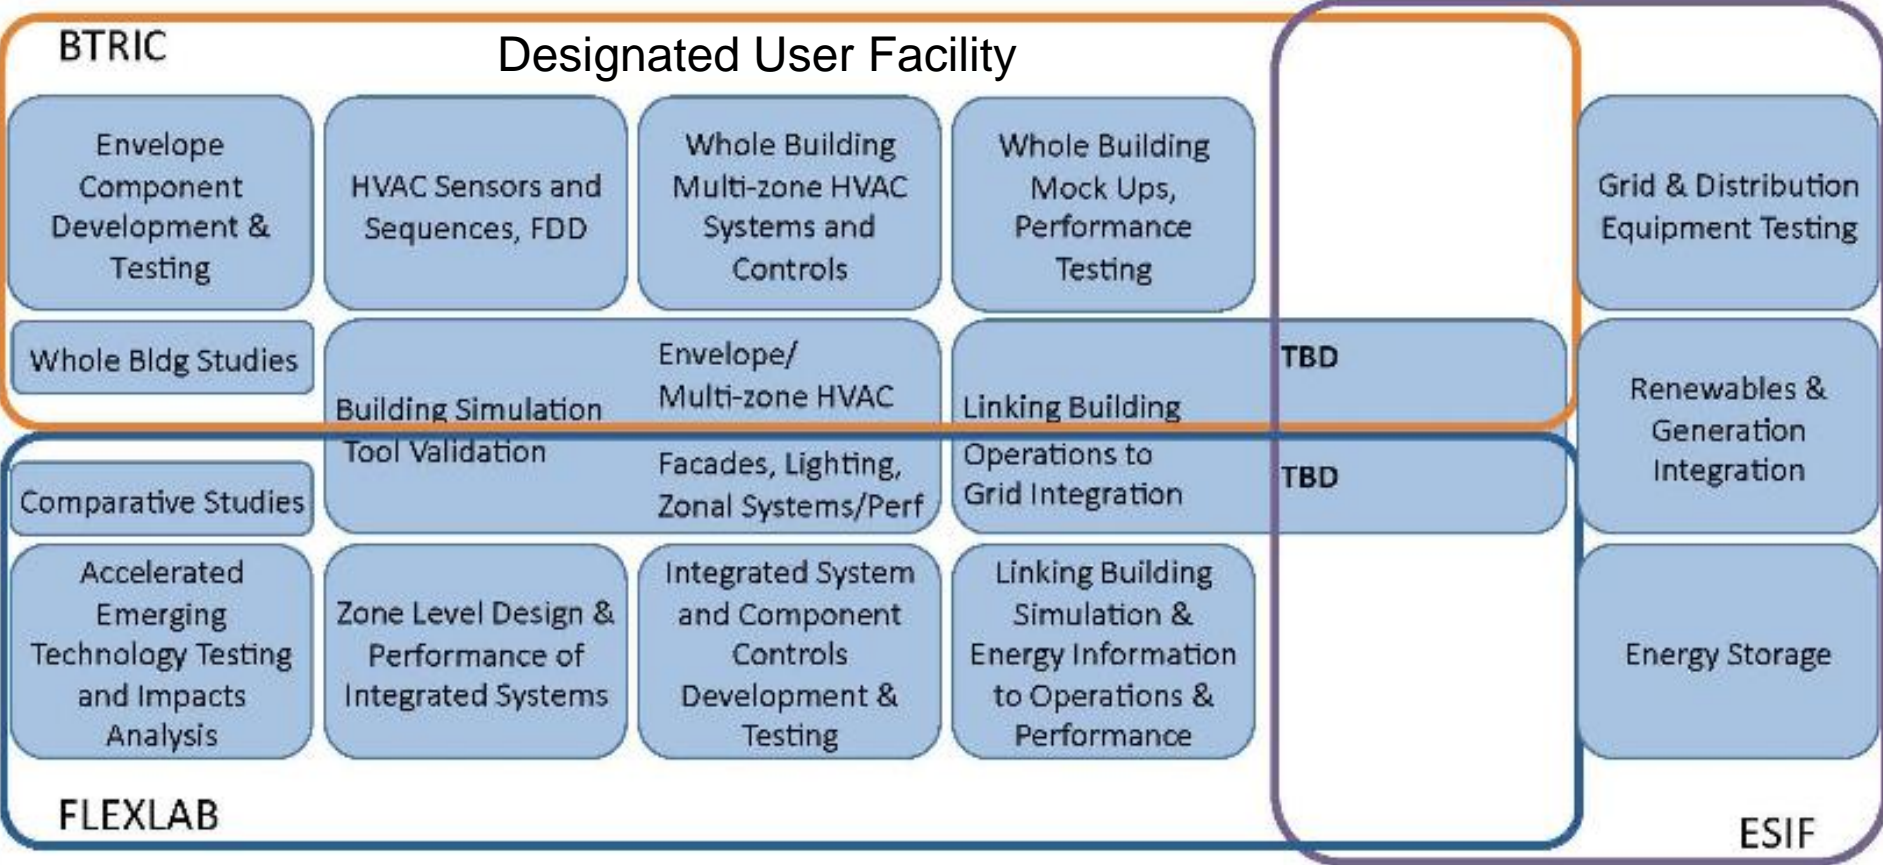 BTRIC
Designated User Facility
Envelope
Component
Development &
Testing
HVAC Sensors and
Sequences, FDD
Whole Building
Multi-zone HVAC
Systems and
Controls
Whole Building
Mock Ups,
Performance
Testing
Grid & Distribution
Equipment Testing
Whole Bldg Studies
Building Simulation
Tool Validation
Envelope/
Multi-zone HVAC
Facades, Lighting,
Zonal Systems/Perf
Linking Building
Operations to
Grid Integration
TBD
TBD
Renewables &
Generation
Integration
Comparative Studies
Accelerated
Emerging
Technology Testing
and Impacts
Analysis
Zone Level Design &
Performance of
Integrated Systems
Integrated System
and Component
Controls
Development &
Testing
Linking Building
Simulation &
Energy Information
to Operations &
Performance
Energy Storage
FLEXLAB
ESIF